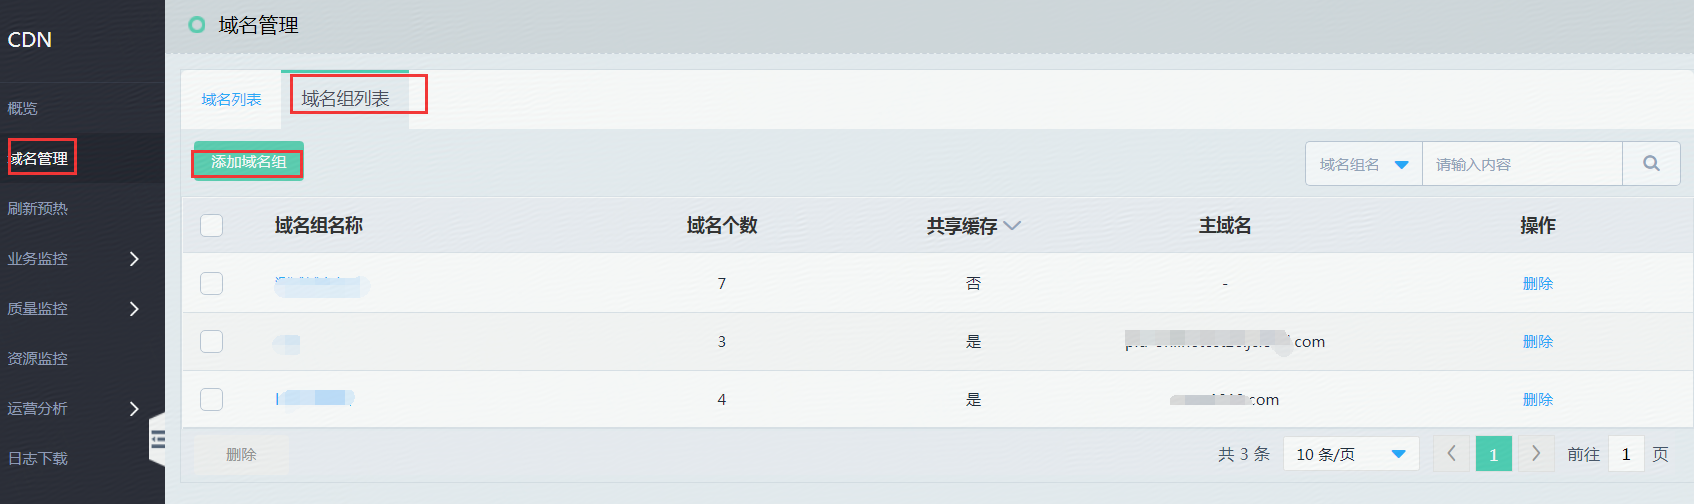 CDN
概览
域名管理
刷新预热
业务监控
质量监控
资源监控
运营分析
日志下载
域名管理
域名列表 域名组列表
添加域名组 域名组名 请输入内容
域名组名称 域名个数 共享缓存 主域名 操作
7 否 - 删除
3 是 .com 删除
4 是 .com 删除
删除 共 3 条 10 条/页 1 前往 1 页